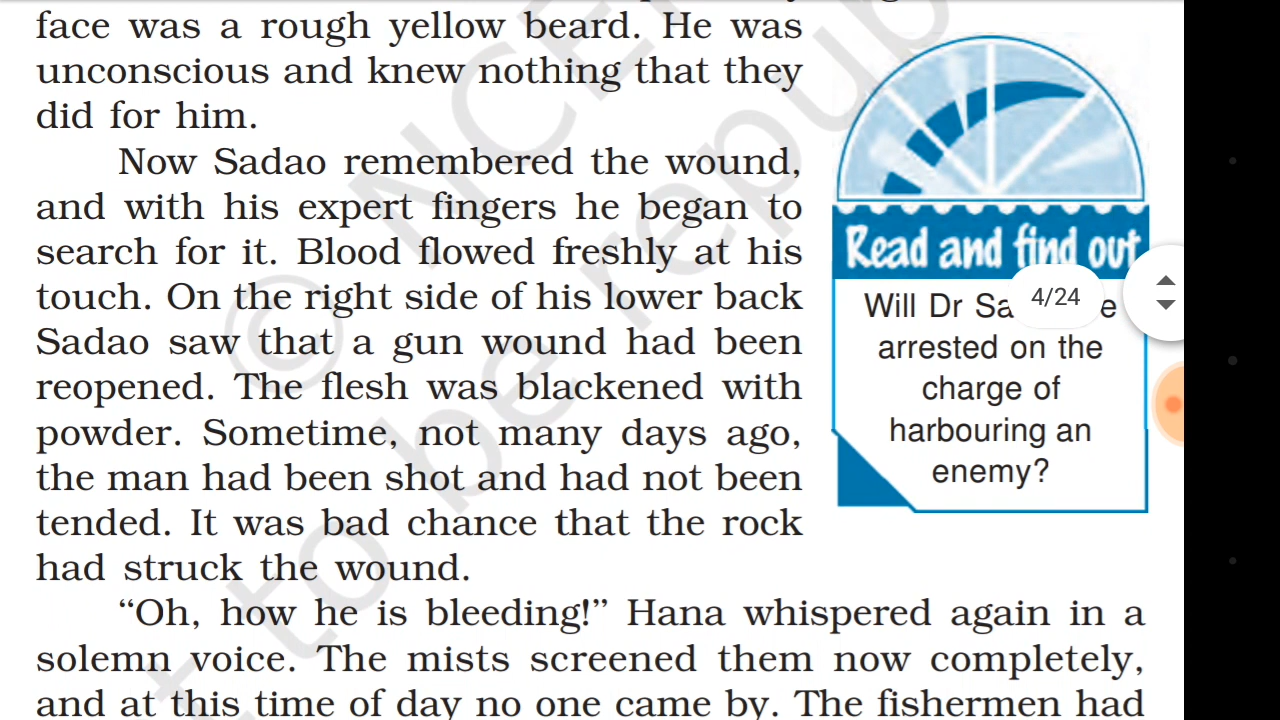 face was a rough yellow beard. He was
unconscious and knew nothing that they
did for him.
Now Sadao remembered the wound,
and with his expert fingers he began to
search for it. Blood flowed freshly at his
touch. On the right side of his lower back
Sadao saw that a gun wound had been
reopened. The flesh was blackened with
powder. Sometime, not many days ago,
the man had been shot and had not been
tended. It was bad chance that the rock
had struck the wound.
“Oh, how he is bleeding!” Hana whispered again in a
solemn voice. The mists screened them now completely,
and at this time of day no one came by. The fishermen had
Read and find out
Will Dr Sa e
arrested on the
charge of
harbouring an
enemy?
4/24
© NCE
to be repub